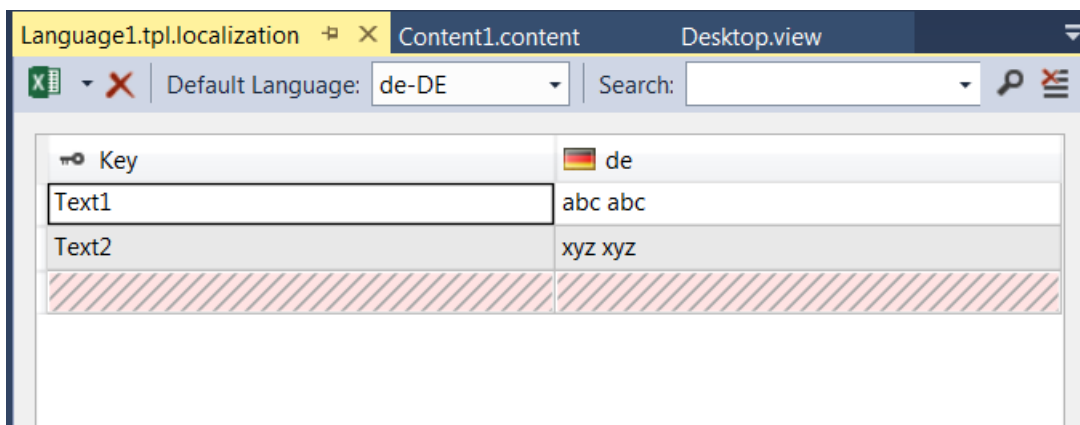 Language1.tpl.localization Content1.content Desktop.view
Default Language: de-DE Search:
Key de
Text1 abc abc
Text2 xyz xyz